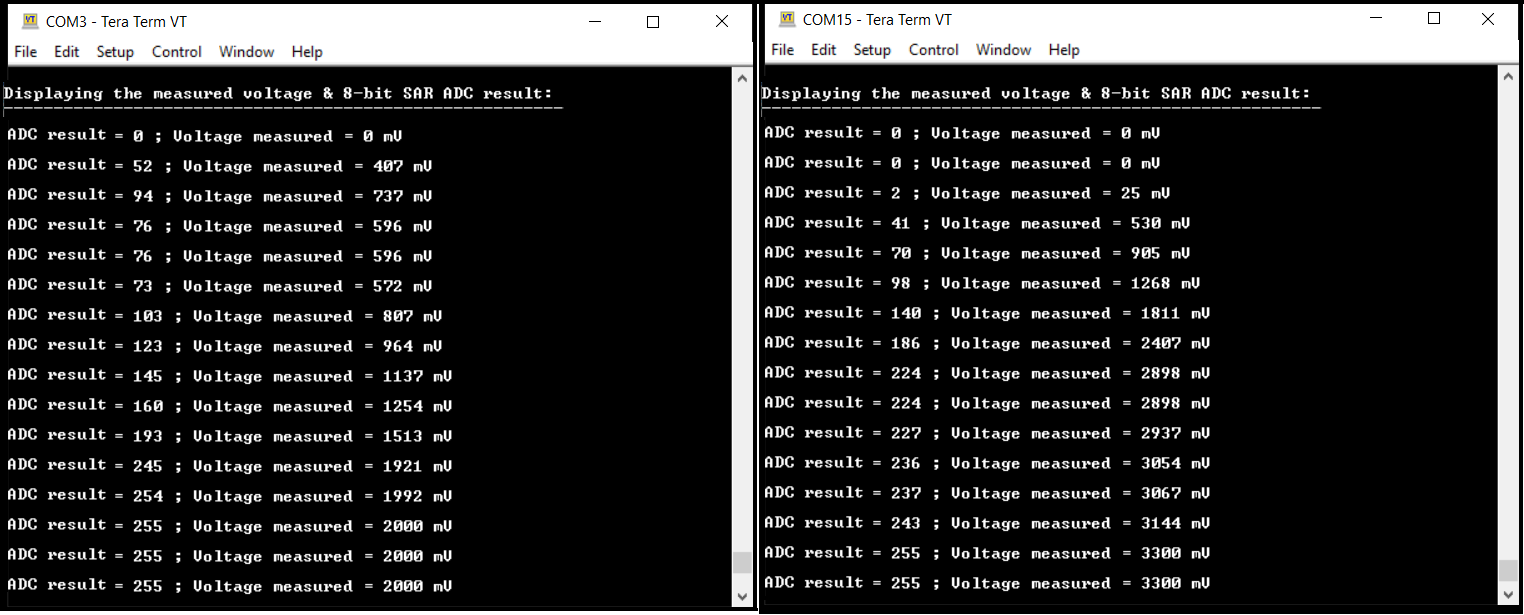 COM3 - Tera Term VT
File Edit Setup Control Window Help
Displaying the measured voltage & 8-bit SAR ADC result:
ADC result = 0 ; Voltage measured = 0 mV
ADC result = 52 ; Voltage measured = 407 mV
ADC result = 94 ; Voltage measured = 737 mV
ADC result = 76 ; Voltage measured = 596 mV
ADC result = 76 ; Voltage measured = 596 mV
ADC result = 73 ; Voltage measured = 572 mV
ADC result = 103 ; Voltage measured = 807 mV
ADC result = 123 ; Voltage measured = 964 mV
ADC result = 145 ; Voltage measured = 1137 mV
ADC result = 160 ; Voltage measured = 1254 mV
ADC result = 193 ; Voltage measured = 1513 mV
ADC result = 245 ; Voltage measured = 1921 mV
ADC result = 254 ; Voltage measured = 1992 mV
ADC result = 255 ; Voltage measured = 2000 mV
ADC result = 255 ; Voltage measured = 2000 mV
ADC result = 255 ; Voltage measured = 2000 mV
COM15 - Tera Term VT
File Edit Setup Control Window Help
Displaying the measured voltage & 8-bit SAR ADC result:
ADC result = 0 ; Voltage measured = 0 mV
ADC result = 0 ; Voltage measured = 0 mV
ADC result = 2 ; Voltage measured = 25 mV
ADC result = 41 ; Voltage measured = 530 mV
ADC result = 70 ; Voltage measured = 905 mV
ADC result = 98 ; Voltage measured = 1268 mV
ADC result = 140 ; Voltage measured = 1811 mV
ADC result = 186 ; Voltage measured = 2407 mV
ADC result = 224 ; Voltage measured = 2898 mV
ADC result = 224 ; Voltage measured = 2898 mV
ADC result = 227 ; Voltage measured = 2937 mV
ADC result = 236 ; Voltage measured = 3054 mV
ADC result = 237 ; Voltage measured = 3067 mV
ADC result = 243 ; Voltage measured = 3144 mV
ADC result = 255 ; Voltage measured = 3300 mV
ADC result = 255 ; Voltage measured = 3300 mV